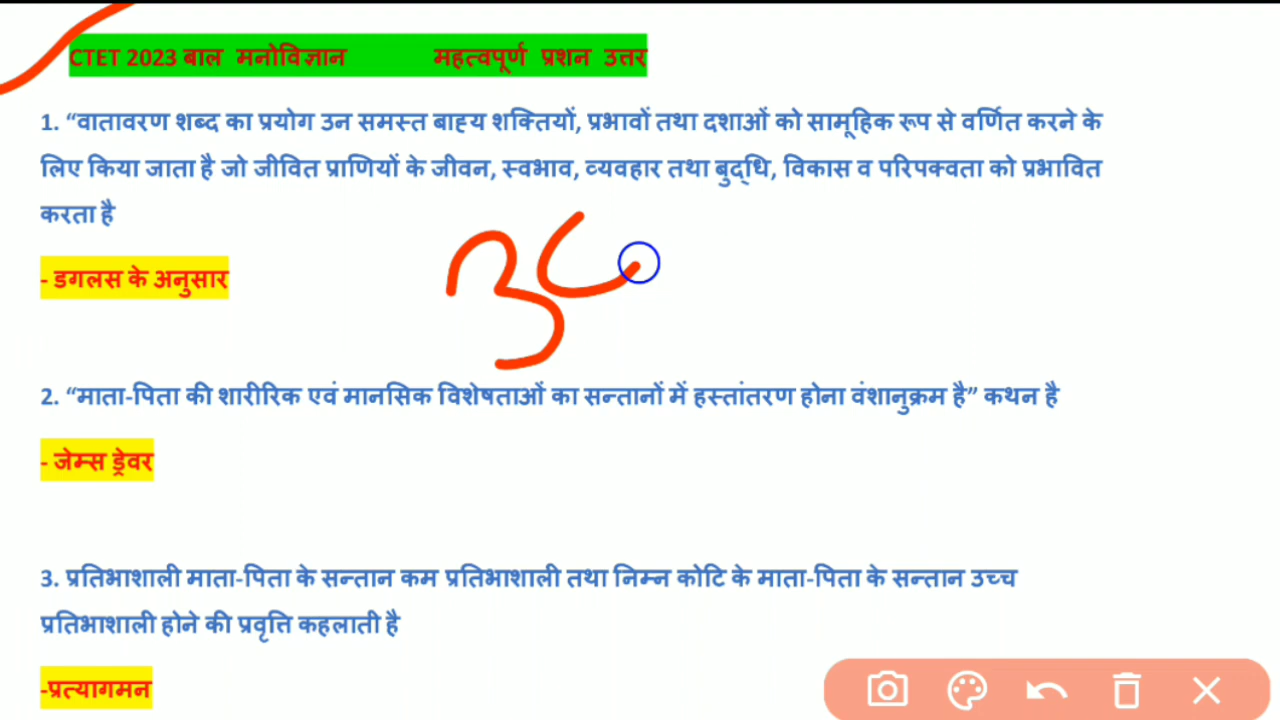 CTET 2023 बाल मनोविज्ञान महत्वपूर्ण प्रशन उत्तर
1. “वातावरण शब्द का प्रयोग उन समस्त बाह्य शक्तियों, प्रभावों तथा दशाओं को सामूहिक रूप से वर्णित करने के
लिए किया जाता है जो जीवित प्राणियों के जीवन, स्वभाव, व्यवहार तथा बुद्धि, विकास व परिपक्वता को प्रभावित
करता है
- डगलस के अनुसार
2. “माता-पिता की शारीरिक एवं मानसिक विशेषताओं का सन्तानों में हस्तांतरण होना वंशानुक्रम है” कथन है
- जेम्स ड्रेवर
3. प्रतिभाशाली माता-पिता के सन्तान कम प्रतिभाशाली तथा निम्न कोटि के माता-पिता के सन्तान उच्च
प्रतिभाशाली होने की प्रवृत्ति कहलाती है
-प्रत्यागमन